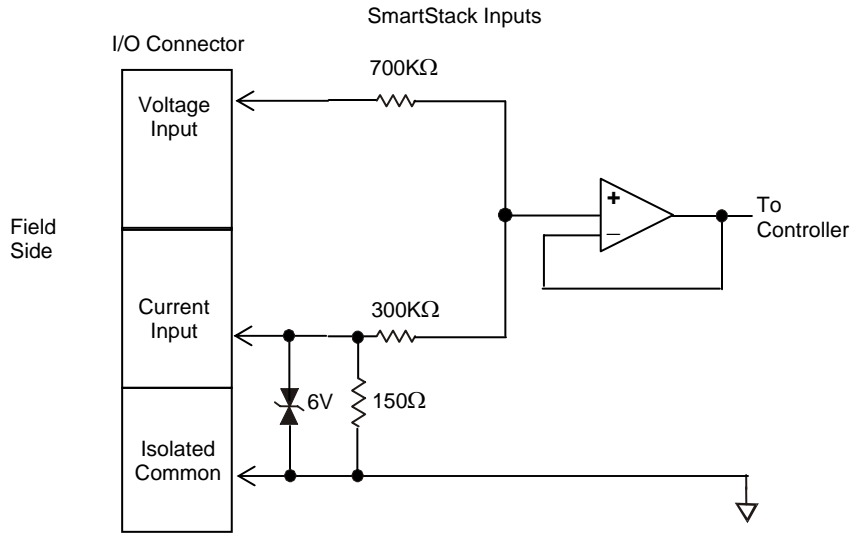 SmartStack Inputs
I/O Connector
700KΩ
Voltage
Input
+
−
To
Controller
Field
Side
Current
Input
300KΩ
6V
150Ω
Isolated
Common